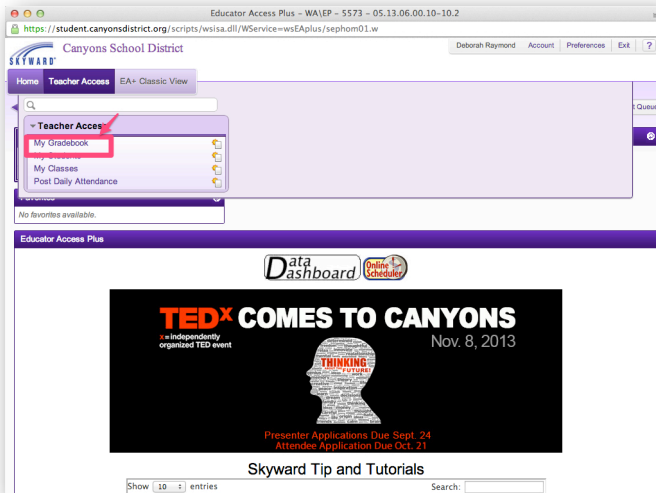 Educator Access Plus - WA\EP - 5573 - 05.13.06.00.10-10.2
https://student.canyonsdistrict.org/scripts/wsisa.dll/WService=wsEAplus/sephom01.w
SKYWARD
Canyons School District
Deborah Raymond Account Preferences Exit ?
Home Teacher Access EA+ Classic View
t Queue
Teacher Access
My Gradebook
My Students
My Classes
Post Daily Attendance
Favorites
No favorites available.
Educator Access Plus
Data Dashboard
Online Scheduler
TEDx COMES TO CANYONS
x=independently organized TED event
Nov. 8, 2013
THINKING
FUTURE!
Presenter Applications Due Sept. 24
Attendee Application Due Oct. 21
Skyward Tip and Tutorials
Show 10 entries
Search: